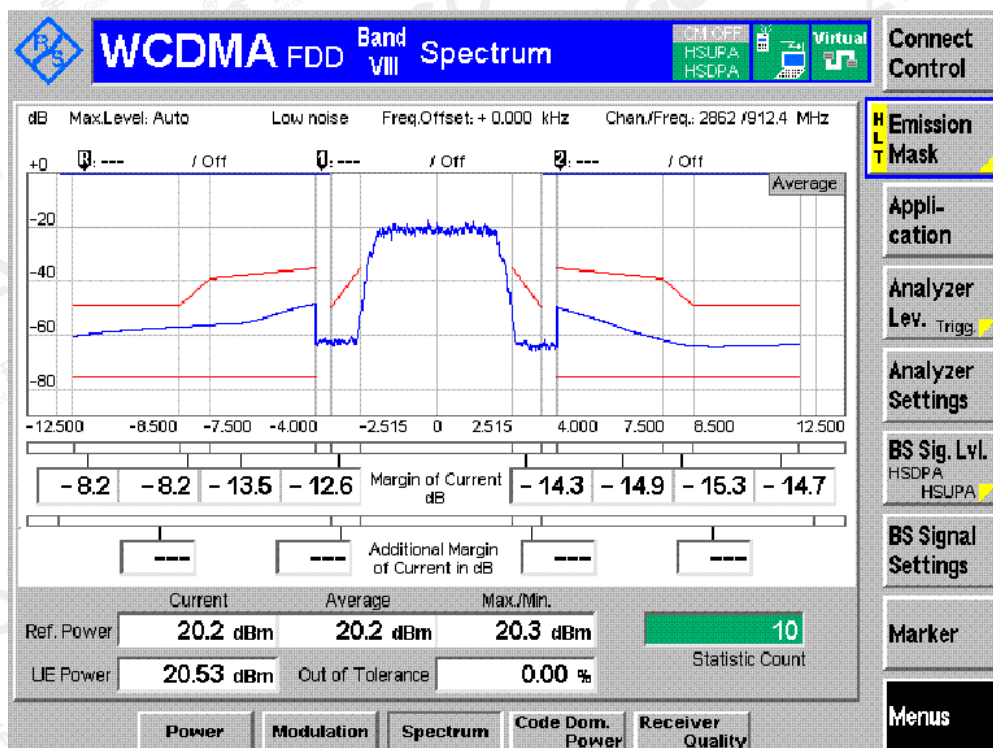 R/S WCDMA FDD Band VIII Spectrum
HSUPA
HSDPA
Virtual
Connect Control
dB Max.Level: Auto Low noise Freq.Offset: + 0.000 kHz Chan./Freq.: 2862 /912.4 MHz
HLT Emission Mask
+0 R: --- / Off 1: --- / Off 2: --- / Off
Average
-20
-40
-60
-80
-12.500 -8.500 -7.500 -4.000 -2.515 0 2.515 4.000 7.500 8.500 12.500
Appli-cation
Analyzer Lev. Trigg.
Analyzer Settings
- 8.2 - 8.2 - 13.5 - 12.6 Margin of Current dB - 14.3 - 14.9 - 15.3 - 14.7
BS Sig. Lvl.
HSDPA
HSUPA
--- --- Additional Margin of Current in dB --- ---
BS Signal Settings
Current Average Max./Min.
Ref. Power 20.2 dBm 20.2 dBm 20.3 dBm 10
Statistic Count
UE Power 20.53 dBm Out of Tolerance 0.00 %
Marker
Power Modulation Spectrum Code Dom. Power Receiver Quality
Menus